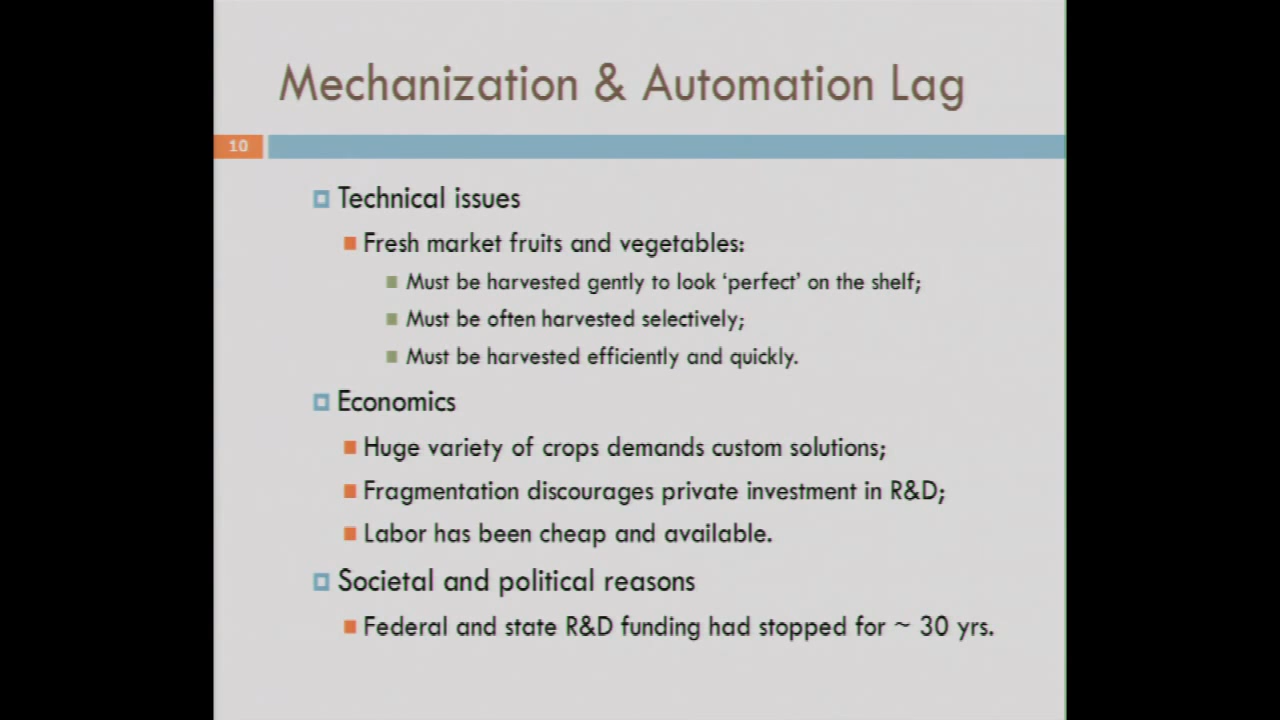 Mechanization & Automation Lag
10
Technical issues
Fresh market fruits and vegetables:
Must be harvested gently to look ‘perfect’ on the shelf;
Must be often harvested selectively;
Must be harvested efficiently and quickly.
Economics
Huge variety of crops demands custom solutions;
Fragmentation discourages private investment in R&D;
Labor has been cheap and available.
Societal and political reasons
Federal and state R&D funding had stopped for ~ 30 yrs.